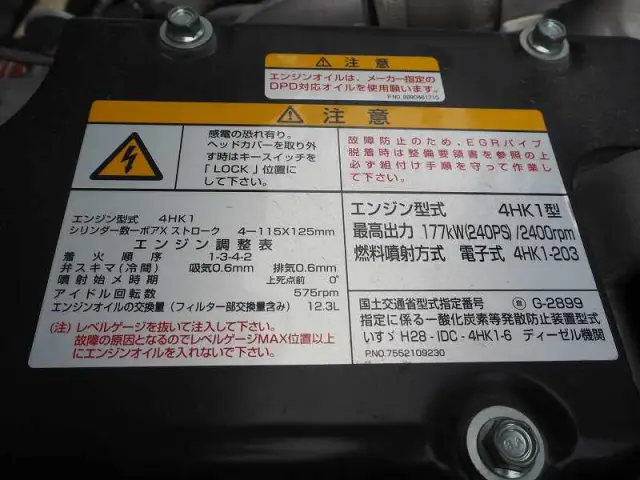 注意
エンジンオイルは、メーカー指定の
DPD対応オイルを使用願います。
注意
感電の恐れ有り。
ヘッドカバーを取り外
す時はキースイッチを
「LOCK」位置に
して下さい。
故障防止のため、EGRパイプ
脱着時は整備要領書を参照の上
必ず組付け手順を守って作業し
て下さい。
エンジン型式 4HK1
シリンダー数ーボアX ストローク 4-115X125mm
エンジン調整表
着火順序 1-3-4-2
弁スキマ(冷間) 吸気0.6mm 排気0.6mm
噴射始メ時期 上死点前 0°
アイドル回転数 575rpm
エンジンオイルの交換量(フィルター部交換量含み) 12.3L
(注)レベルゲージを抜いて注入して下さい。
故障の原因となるのでレベルゲージMAX位置以上
にエンジンオイルを入れないで下さい。
エンジン型式 4HK1型
最高出力 177kW(240PS)/2400rpm
燃料噴射方式 電子式 4HK1-203
国土交通省型式指定番号 G-2899
指定に係る一酸化炭素等発散防止装置型式
いすゞ H28-IDC-4HK1-6 ディーゼル機関
P.NO.7552109230